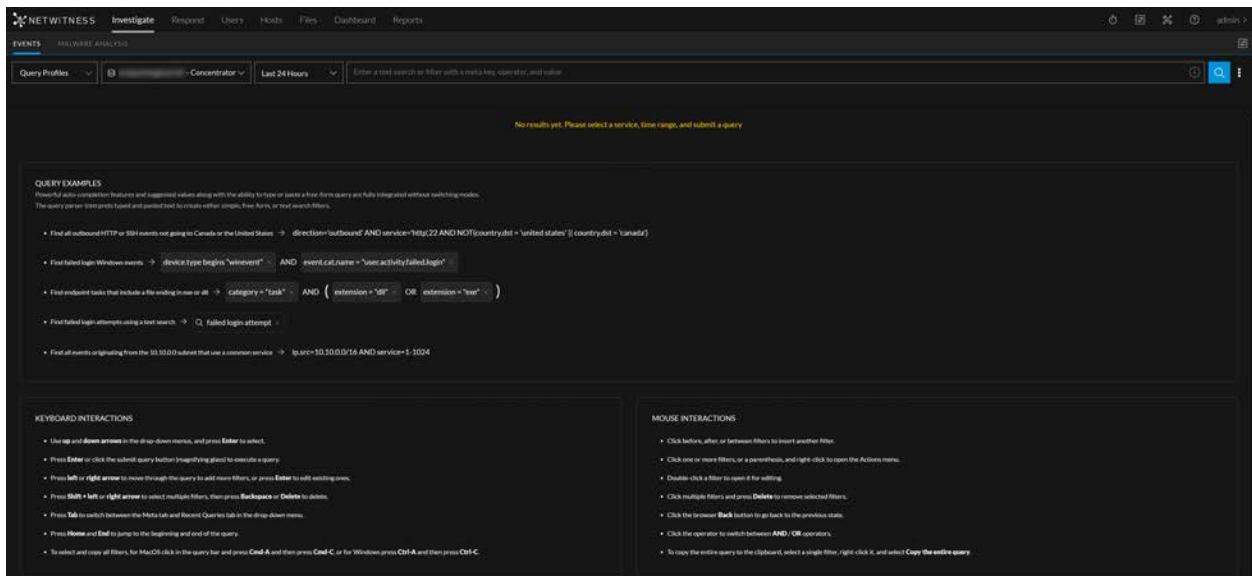 NETWITNESS Investigate Respond Users Hosts Files Dashboard Reports admin >
EVENTS MALWARE ANALYSIS
Query Profiles - Concentrator Last 24 Hours Enter a text search or filter with a meta key, operator, and value
No results yet. Please select a service, time range, and submit a query
QUERY EXAMPLES
Powerful auto-completion features and suggested values along with the ability to type or paste a free-form query are fully integrated without switching modes.
The query parser interprets typed and pasted text to create either simple, free-form, or text search filters.
• Find all outbound HTTP or SSH events not going to Canada or the United States → direction='outbound' AND service='http',22 AND NOT(country.dst = 'united states' || country.dst = 'canada')
• Find failed login Windows events → device.type begins "winevent" × AND event.cat.name = "user.activity.failed.login" ×
• Find endpoint tasks that include a file ending in exe or dll → category = "task" × AND ( extension = "dll" × OR extension = "exe" × )
• Find failed login attempts using a text search → failed login attempt ×
• Find all events originating from the 10.10.0.0 subnet that use a common service → ip.src=10.10.0.0/16 AND service=1-1024
KEYBOARD INTERACTIONS
• Use up and down arrows in the drop-down menus, and press Enter to select.
• Press Enter or click the submit query button (magnifying glass) to execute a query.
• Press left or right arrow to move through the query to add more filters, or press Enter to edit existing ones.
• Press Shift + left or right arrow to select multiple filters, then press Backspace or Delete to delete.
• Press Tab to switch between the Meta tab and Recent Queries tab in the drop-down menu.
• Press Home and End to jump to the beginning and end of the query.
• To select and copy all filters, for MacOS click in the query bar and press Cmd-A and then press Cmd-C, or for Windows press Ctrl-A and then press Ctrl-C.
MOUSE INTERACTIONS
• Click before, after, or between filters to insert another filter.
• Click one or more filters, or a parenthesis, and right-click to open the Actions menu.
• Double-click a filter to open it for editing.
• Click multiple filters and press Delete to remove selected filters.
• Click the browser Back button to go back to the previous state.
• Click the operator to switch between AND / OR operators.
• To copy the entire query to the clipboard, select a single filter, right-click it, and select Copy the entire query.